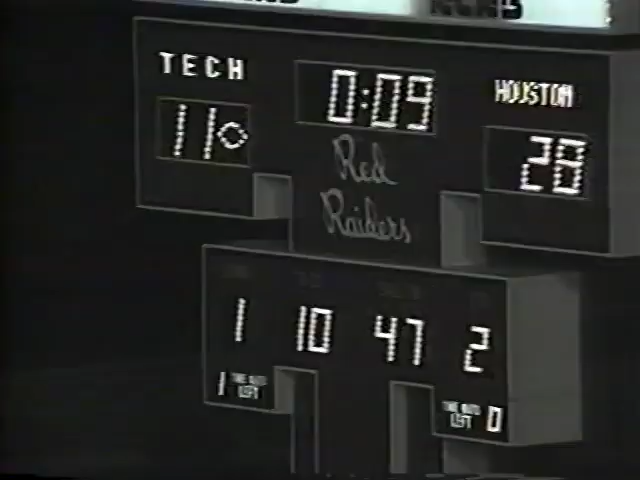 TECH
0:09
HOUSTON
11
28
Red
Raiders
1 10 47 2
1 TIME OUTS LEFT
TIME OUTS LEFT 0